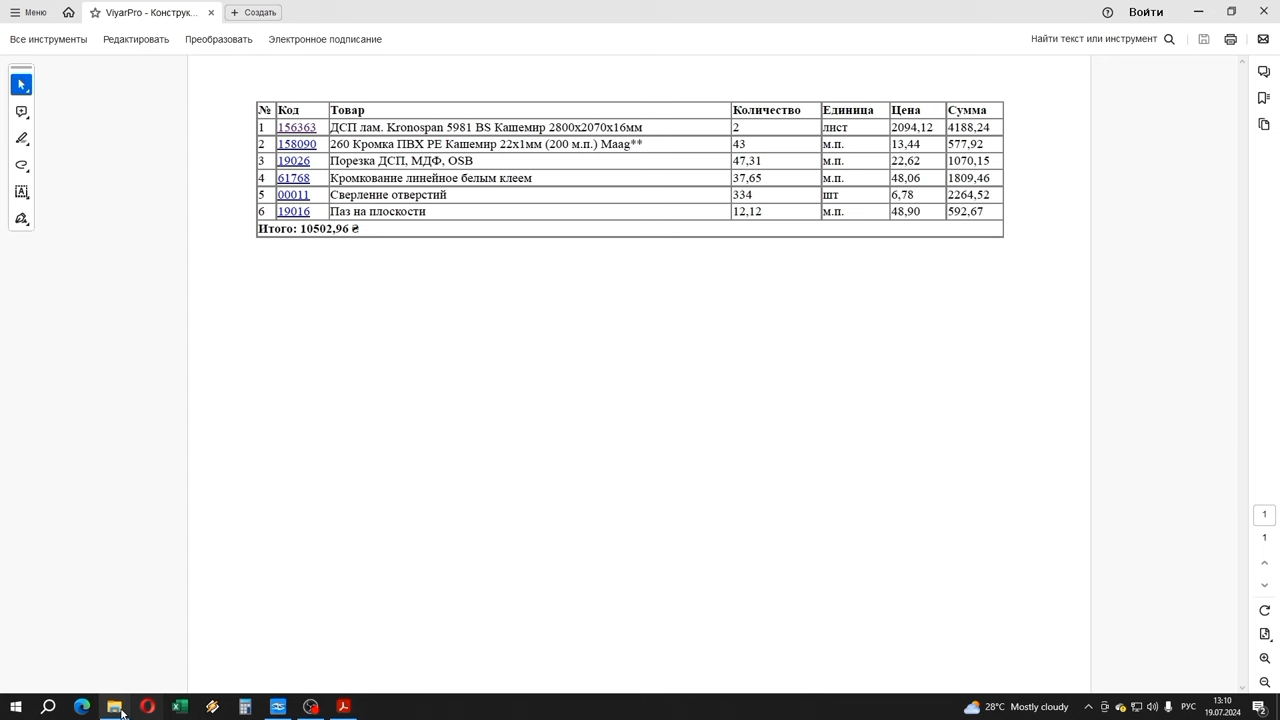 Меню
ViyarPro - Конструк...
Создать
Войти
Все инструменты Редактировать Преобразовать Электронное подписание
Найти текст или инструмент
№ Код Товар Количество Единица Цена Сумма
1 156363 ДСП лам. Kronospan 5981 BS Кашемир 2800x2070x16мм 2 лист 2094,12 4188,24
2 158090 260 Кромка ПВХ PE Кашемир 22x1мм (200 м.п.) Maag** 43 м.п. 13,44 577,92
3 19026 Порезка ДСП, МДФ, OSB 47,31 м.п. 22,62 1070,15
4 61768 Кромкование линейное белым клеем 37,65 м.п. 48,06 1809,46
5 00011 Сверление отверстий 334 шт 6,78 2264,52
6 19016 Паз на плоскости 12,12 м.п. 48,90 592,67
Итого: 10502,96 ₴
1
1
28°C Mostly cloudy
РУС
13:10
19.07.2024
2